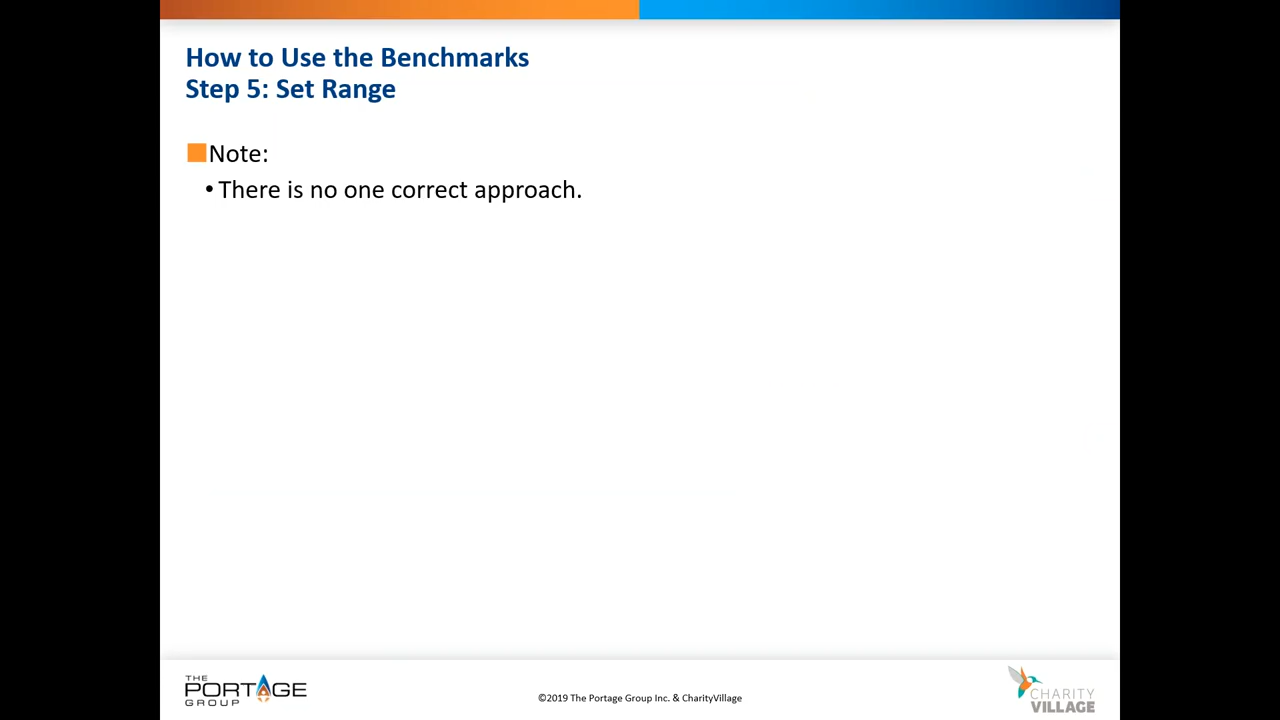 How to Use the Benchmarks
Step 5: Set Range
Note:
• There is no one correct approach.
THE
PORTAGE
GROUP
©2019 The Portage Group Inc. & CharityVillage
CHARITY
VILLAGE